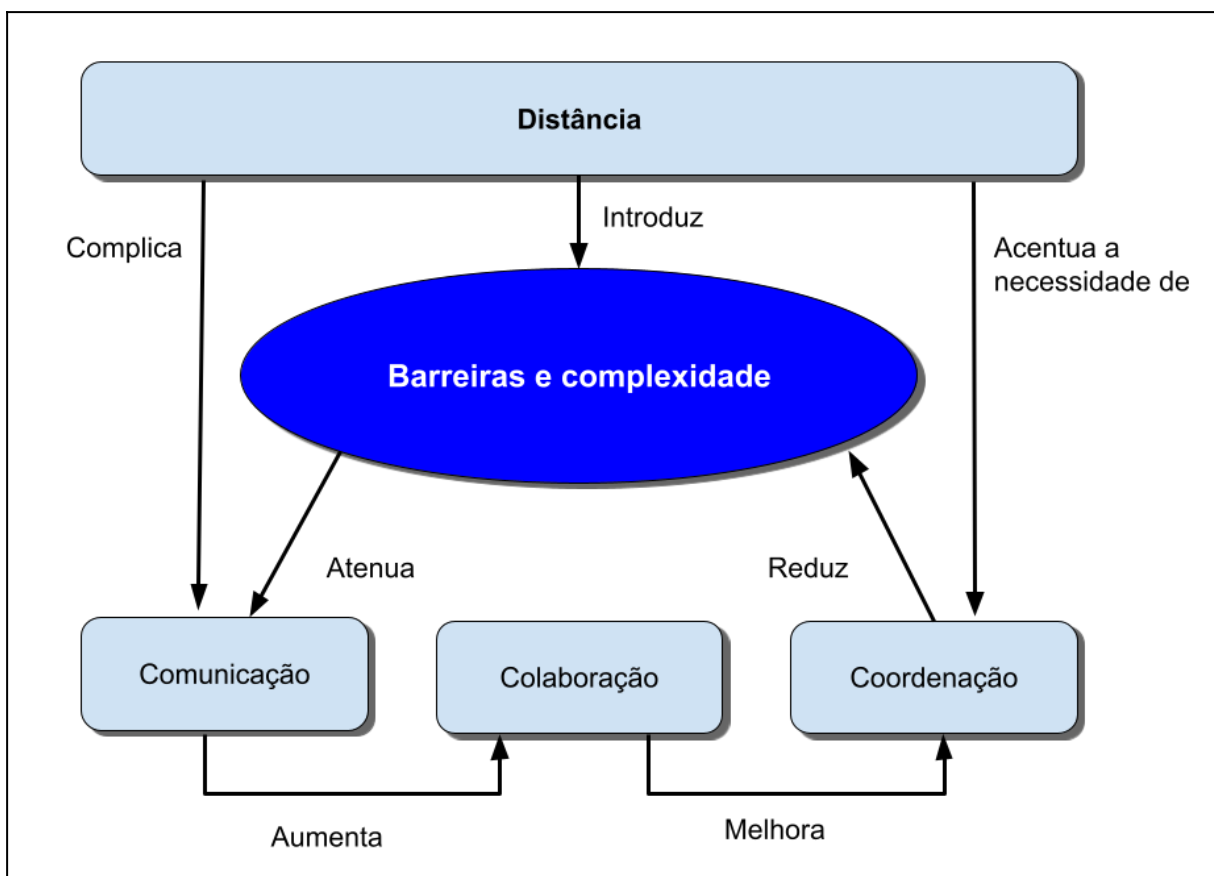 Distância
Introduz
Complica
Acentua a
necessidade de
Barreiras e complexidade
Atenua
Reduz
Comunicação
Colaboração
Coordenação
Aumenta
Melhora